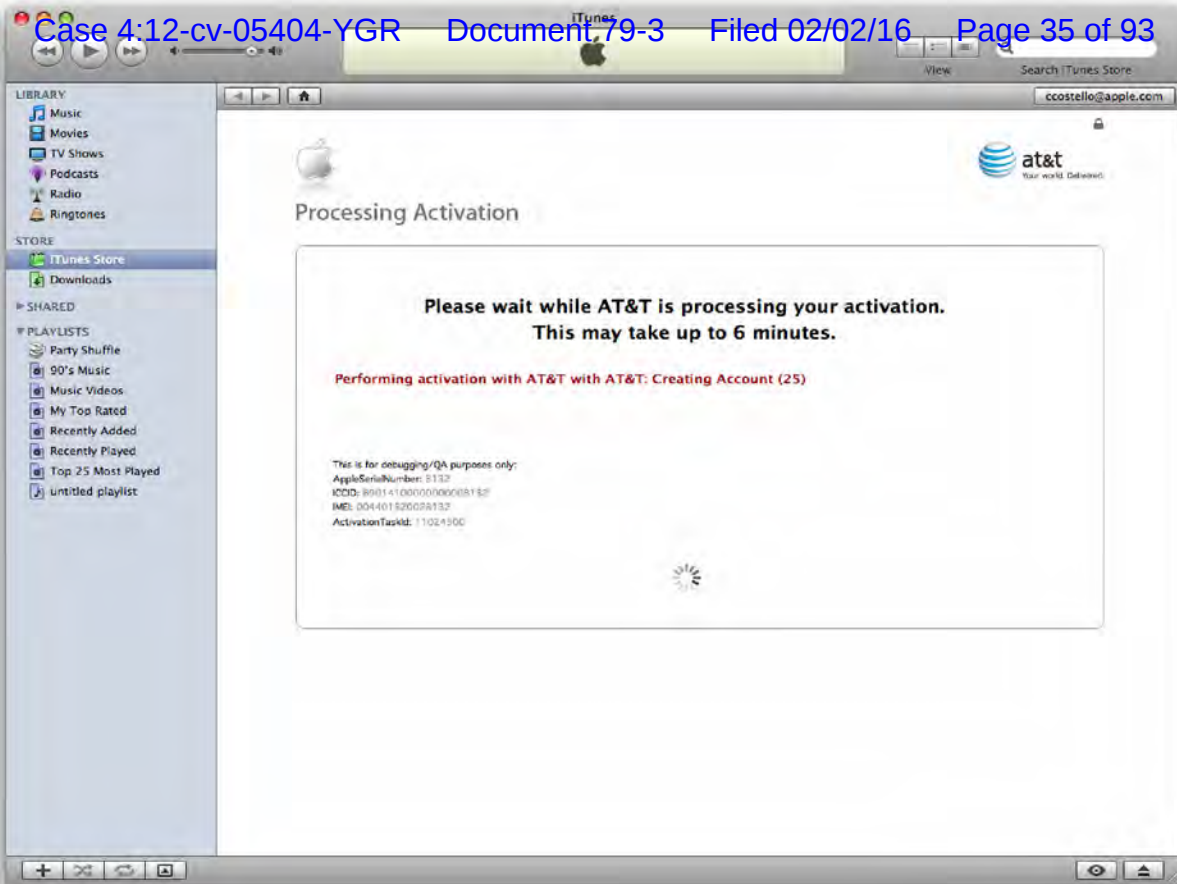 iTunes
Case 4:12-cv-05404-YGR Document 79-3 Filed 02/02/16 Page 35 of 93
View
Search iTunes Store
LIBRARY
Music
Movies
TV Shows
Podcasts
Radio
Ringtones
STORE
iTunes Store
Downloads
SHARED
PLAYLISTS
Party Shuffle
90's Music
Music Videos
My Top Rated
Recently Added
Recently Played
Top 25 Most Played
untitled playlist
ccostello@apple.com
at&t
Your world. Delivered.
Processing Activation
Please wait while AT&T is processing your activation.
This may take up to 6 minutes.
Performing activation with AT&T with AT&T: Creating Account (25)
This is for debugging/QA purposes only:
AppleSerialNumber: 8132
ICCID:
IMEI:
ActivationTaskId: 11024500